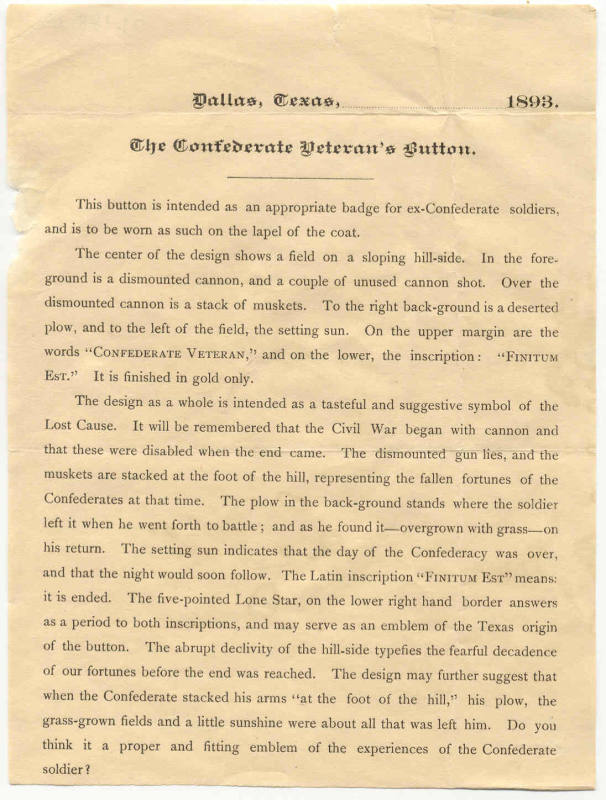 Dallas, Texas, 1893.
The Confederate Veteran's Button.
This button is intended as an appropriate badge for ex-Confederate soldiers,
and is to be worn as such on the lapel of the coat.
The center of the design shows a field on a sloping hill-side. In the fore-
ground is a dismounted cannon, and a couple of unused cannon shot. Over the
dismounted cannon is a stack of muskets. To the right back-ground is a deserted
plow, and to the left of the field, the setting sun. On the upper margin are the
words "CONFEDERATE VETERAN," and on the lower, the inscription: "FINITUM
EST." It is finished in gold only.
The design as a whole is intended as a tasteful and suggestive symbol of the
Lost Cause. It will be remembered that the Civil War began with cannon and
that these were disabled when the end came. The dismounted gun lies, and the
muskets are stacked at the foot of the hill, representing the fallen fortunes of the
Confederates at that time. The plow in the back-ground stands where the soldier
left it when he went forth to battle; and as he found it—overgrown with grass—on
his return. The setting sun indicates that the day of the Confederacy was over,
and that the night would soon follow. The Latin inscription "FINITUM EST" means:
it is ended. The five-pointed Lone Star, on the lower right hand border answers
as a period to both inscriptions, and may serve as an emblem of the Texas origin
of the button. The abrupt declivity of the hill-side typefies the fearful decadence
of our fortunes before the end was reached. The design may further suggest that
when the Confederate stacked his arms "at the foot of the hill," his plow, the
grass-grown fields and a little sunshine were about all that was left him. Do you
think it a proper and fitting emblem of the experiences of the Confederate
soldier?